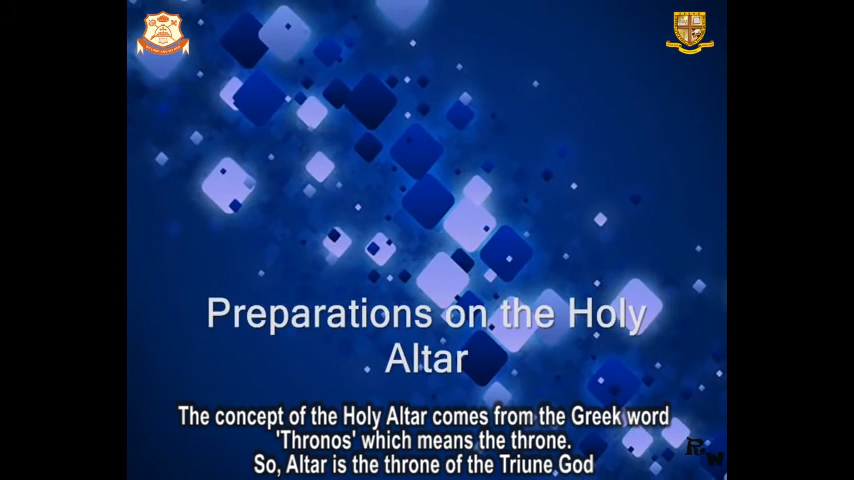 Preparations on the Holy
Altar
The concept of the Holy Altar comes from the Greek word
'Thronos' which means the throne.
So, Altar is the throne of the Triune God
RW